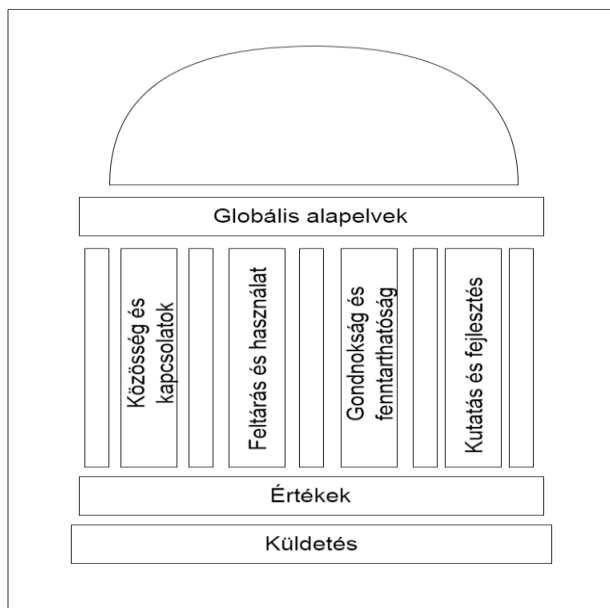 Globális alapelvek
Közösség és
kapcsolatok
Feltárás és használat
Gondnokság és
fenntarthatóság
Kutatás és fejlesztés
Értékek
Küldetés